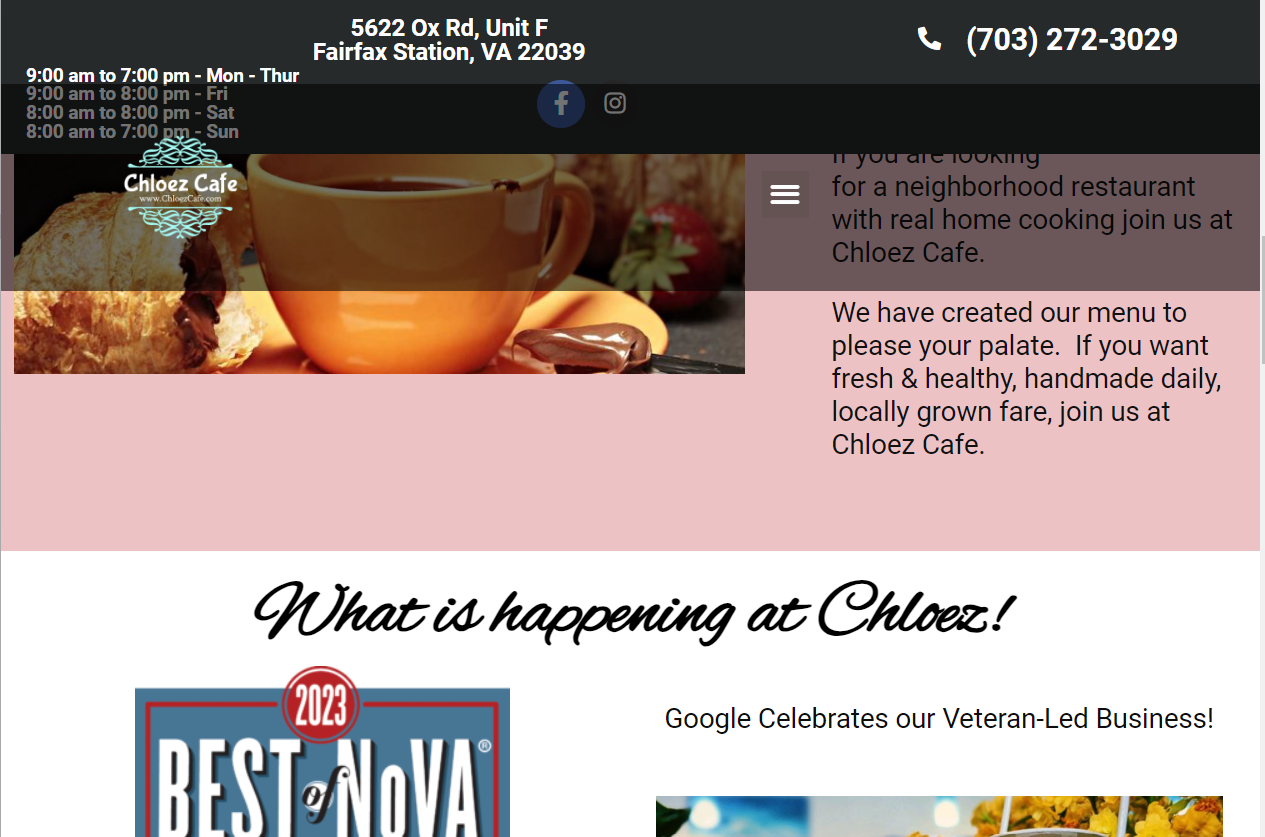 5622 Ox Rd, Unit F
Fairfax Station, VA 22039
(703) 272-3029
9:00 am to 7:00 pm - Mon - Thur
9:00 am to 8:00 pm - Fri
8:00 am to 8:00 pm - Sat
8:00 am to 7:00 pm - Sun
Chloez Cafe
www.ChloezCafe.com
If you are looking
for a neighborhood restaurant
with real home cooking join us at
Chloez Cafe.
We have created our menu to
please your palate.  If you want
fresh & healthy, handmade daily,
locally grown fare, join us at
Chloez Cafe.
What is happening at Chloez!
2023
BEST of NoVA®
Google Celebrates our Veteran-Led Business!